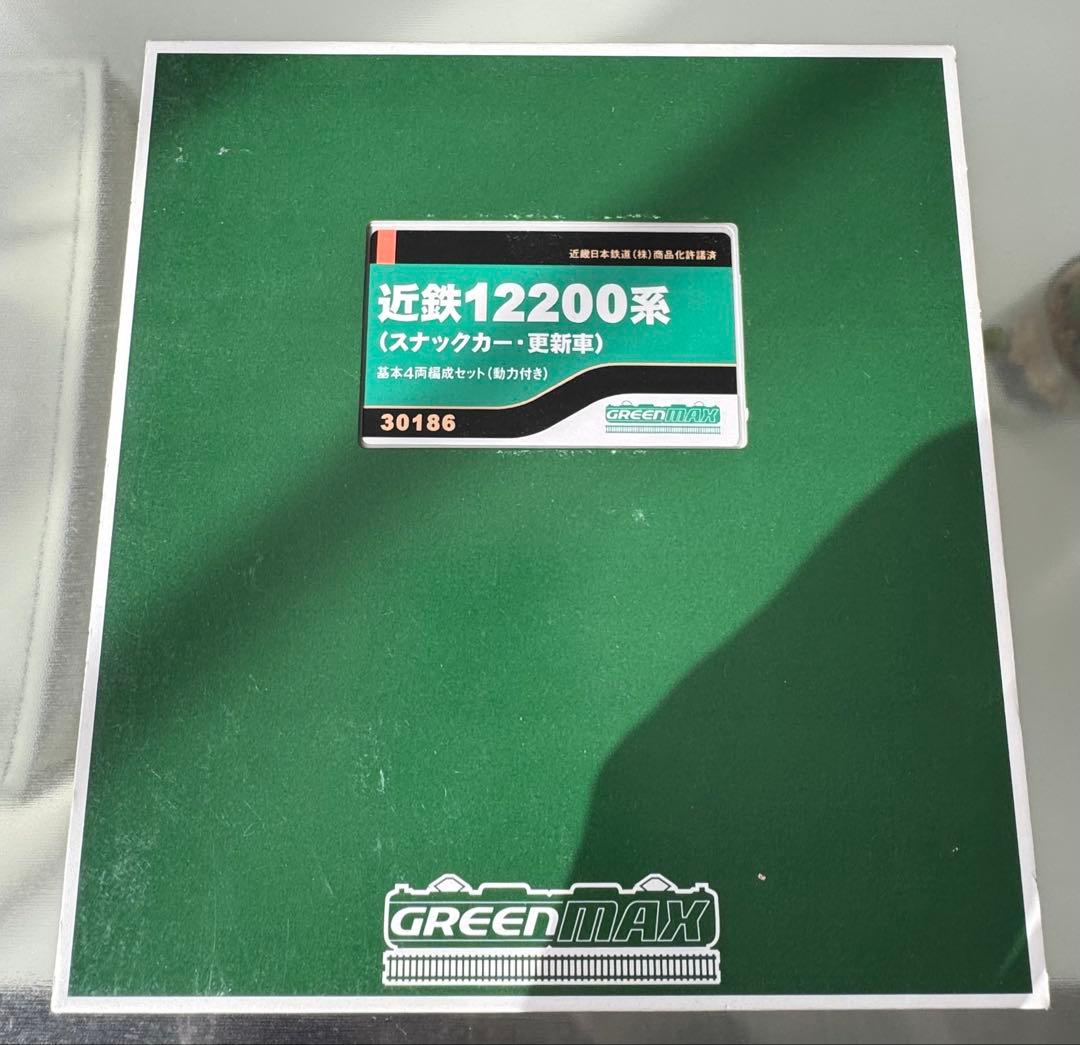 近畿日本鉄道(株)商品化許諾済
近鉄12200系
(スナックカー・更新車)
基本4両編成セット(動力付き)
30186
GREENMAX
GREENMAX